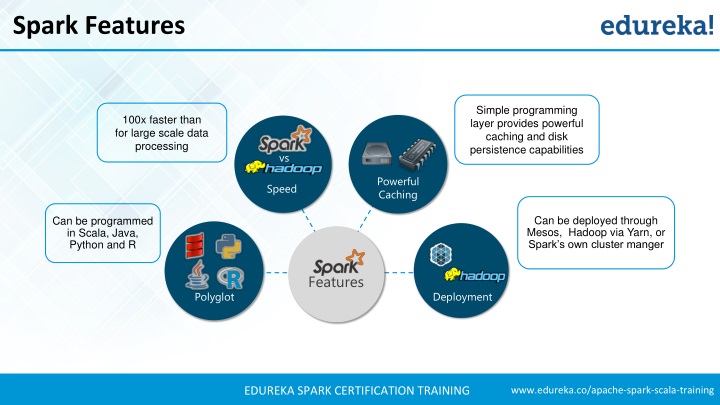 Spark Features
edureka!
100x faster than
for large scale data
processing
Spark
vs
hadoop
Speed
Powerful
Caching
Simple programming
layer provides powerful
caching and disk
persistence capabilities
Can be programmed
in Scala, Java,
Python and R
Java
R
Polyglot
Spark
Features
hadoop
Deployment
Can be deployed through
Mesos, Hadoop via Yarn, or
Spark's own cluster manger
EDUREKA SPARK CERTIFICATION TRAINING
www.edureka.co/apache-spark-scala-training